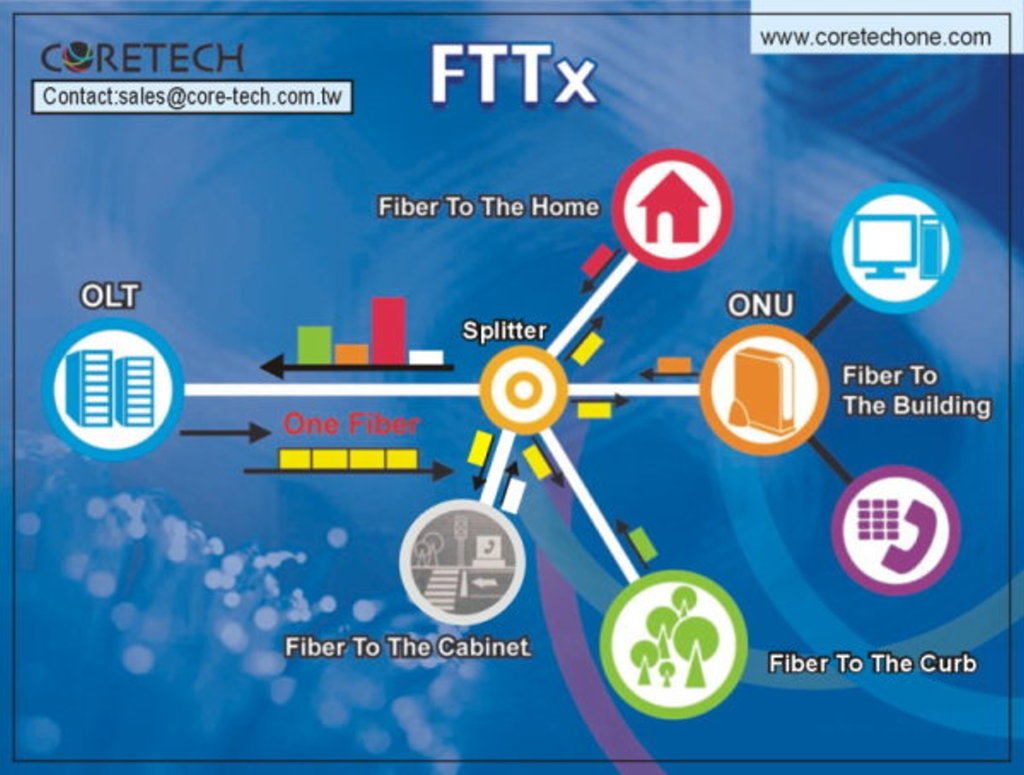 CORETECH
Contact:sales@core-tech.com.tw
FTTx
www.coretechone.com
Fiber To The Home
OLT
Splitter
ONU
Fiber To
The Building
One Fiber
Fiber To The Cabinet
Fiber To The Curb